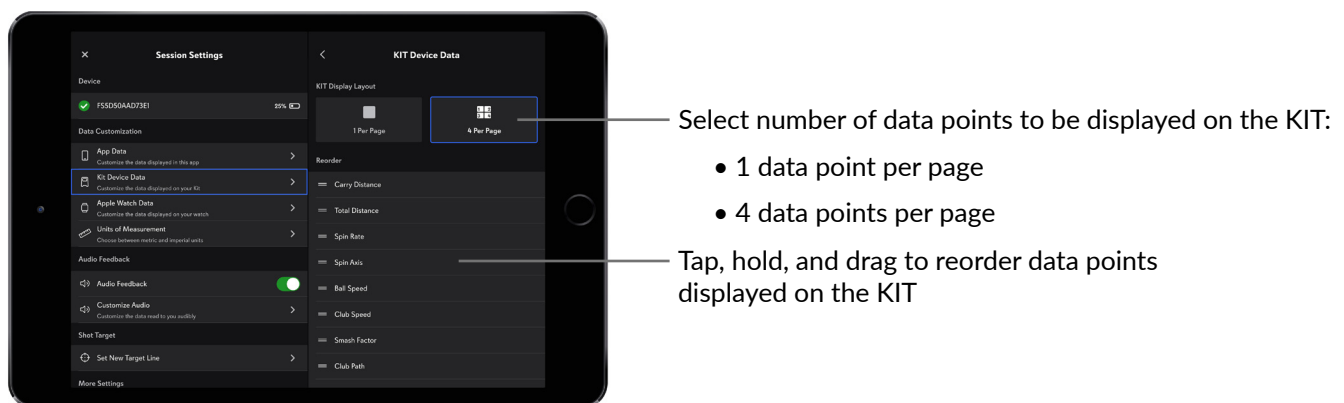 Session Settings
Device
FSSD50AAD73E1
25%
Data Customization
App Data
Customize the data displayed in this app
Kit Device Data
Customize the data displayed on your Kit
Apple Watch Data
Customize the data displayed on your watch
Units of Measurement
Choose between metric and imperial units
Audio Feedback
Audio Feedback
Customize Audio
Customize the data read to you audibly
Shot Target
Set New Target Line
More Settings
KIT Device Data
KIT Display Layout
1 Per Page
1 2
3 4
4 Per Page
Reorder
Carry Distance
Total Distance
Spin Rate
Spin Axis
Ball Speed
Club Speed
Smash Factor
Club Path
Select number of data points to be displayed on the KIT:
• 1 data point per page
• 4 data points per page
Tap, hold, and drag to reorder data points
displayed on the KIT